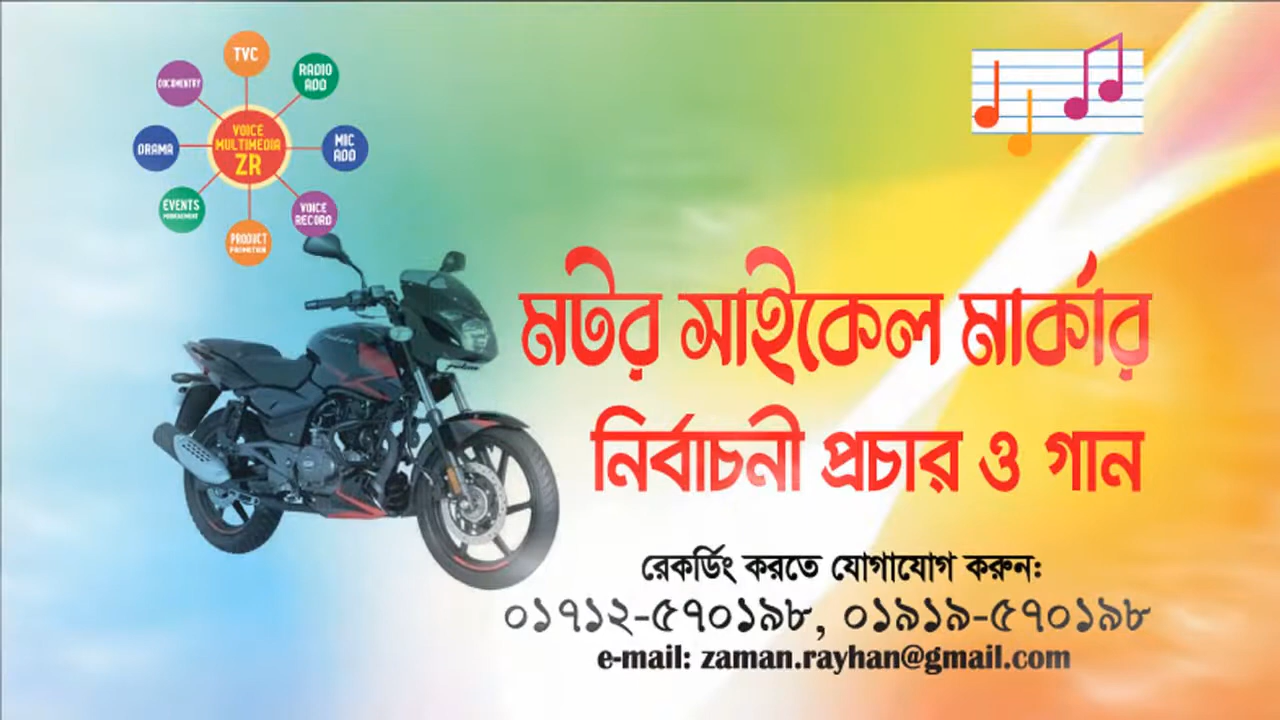 TVC
RADIO
ADD
DOCUMENTRY
VOICE
MULTIMEDIA
ZR
DRAMA
MIC
ADD
EVENTS
MANAGEMENT
VOICE
RECORD
PRODUCT
PROMOTION
মটর সাইকেল মার্কার
নির্বাচনী প্রচার ও গান
রেকর্ডিং করতে যোগাযোগ করুন:
০১৭১২-৫৭০১৯৮, ০১৯১৯-৫৭০১৯৮
e-mail: zaman.rayhan@gmail.com